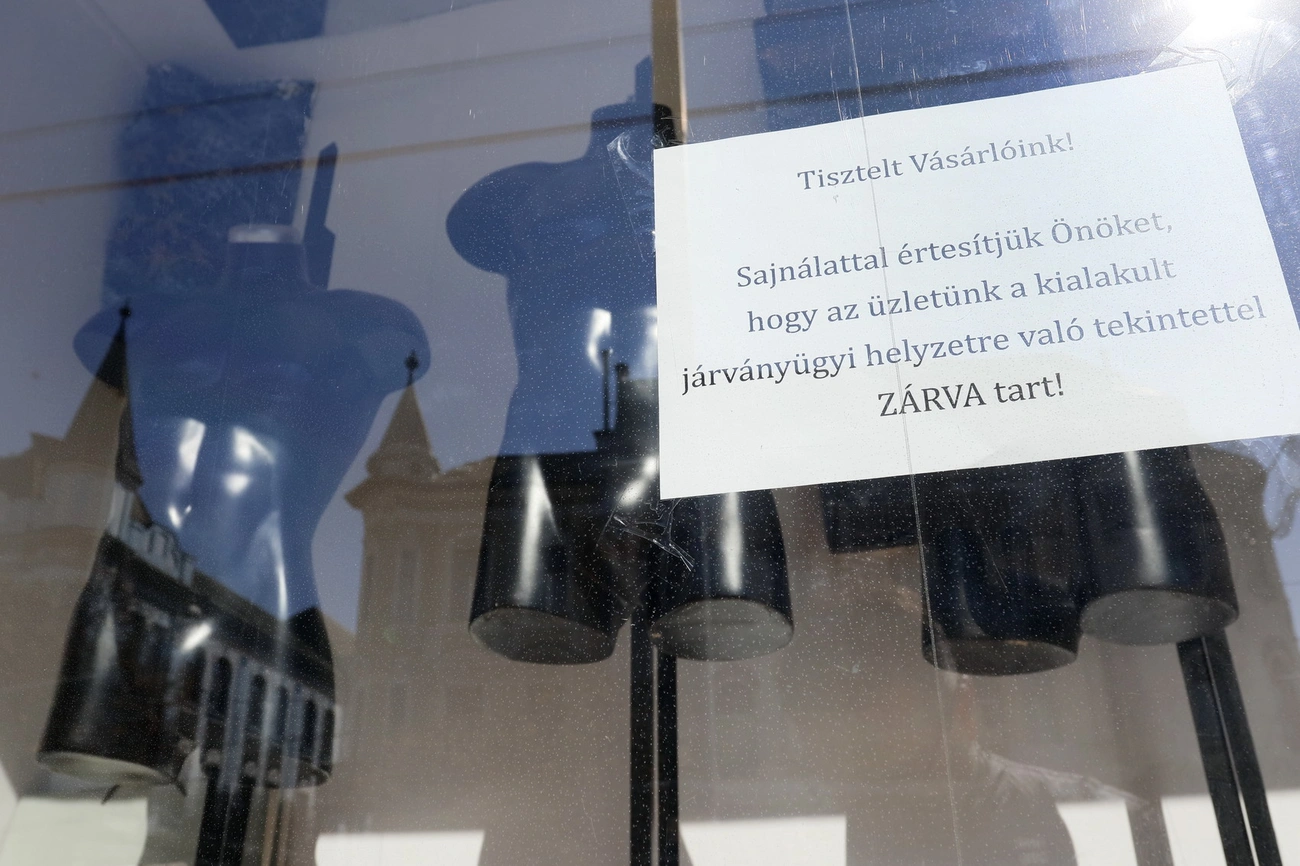 Tisztelt Vásárlóink!
Sajnálattal értesítjük Önöket,
hogy az üzletünk a kialakult
járványügyi helyzetre való tekintettel
ZÁRVA tart!